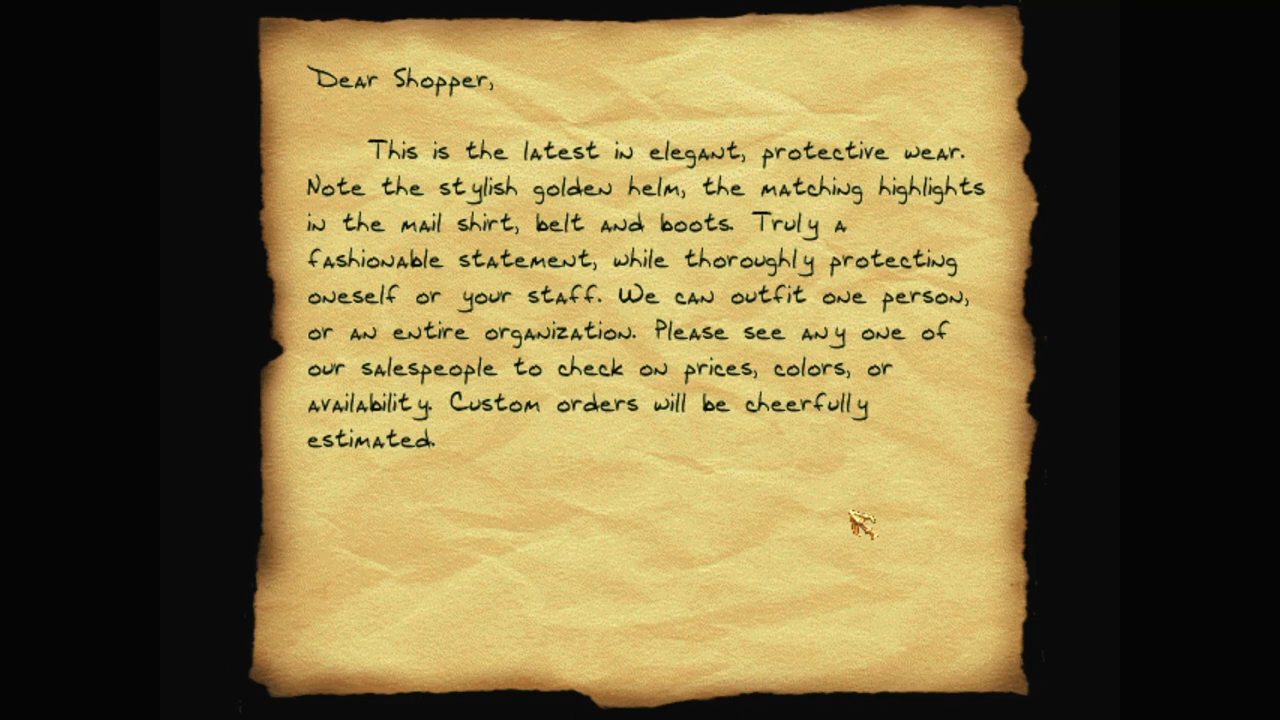 Dear Shopper,
This is the latest in elegant, protective wear.
Note the stylish golden helm, the matching highlights
in the mail shirt, belt and boots. Truly a
fashionable statement, while thoroughly protecting
oneself or your staff. We can outfit one person,
or an entire organization. Please see any one of
our salespeople to check on prices, colors, or
availability. Custom orders will be cheerfully
estimated.